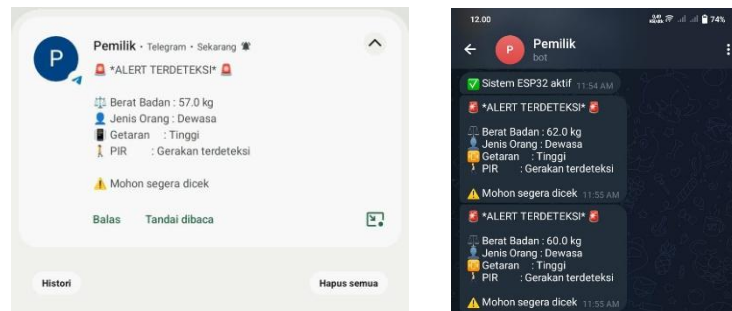 Pemilik · Telegram · Sekarang
P
🚨 *ALERT TERDETEKSI* 🚨
Berat Badan : 57.0 kg
Jenis Orang : Dewasa
Getaran : Tinggi
PIR : Gerakan terdeteksi
⚠️ Mohon segera dicek
Balas Tandai dibaca
Histori Hapus semua
12.00 74%
P Pemilik
bot
✅ Sistem ESP32 aktif 11:54 AM
🚨 *ALERT TERDETEKSI* 🚨
Berat Badan : 62.0 kg
Jenis Orang : Dewasa
Getaran : Tinggi
PIR : Gerakan terdeteksi
⚠️ Mohon segera dicek 11:55 AM
🚨 *ALERT TERDETEKSI* 🚨
Berat Badan : 60.0 kg
Jenis Orang : Dewasa
Getaran : Tinggi
PIR : Gerakan terdeteksi
⚠️ Mohon segera dicek 11:55 AM